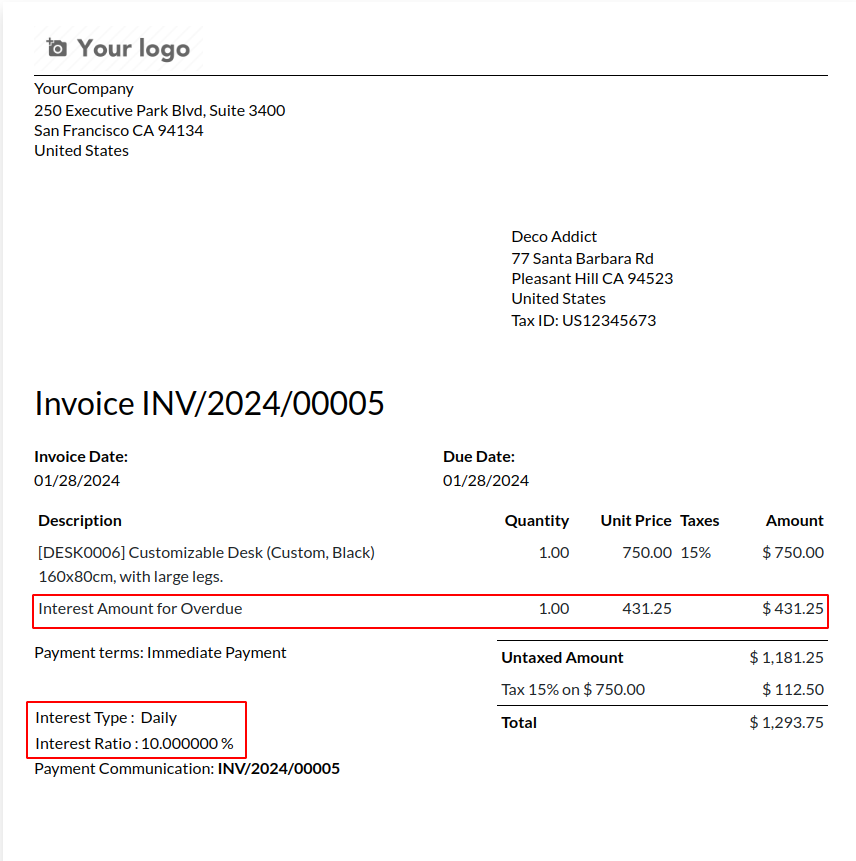 Your logo
YourCompany
250 Executive Park Blvd, Suite 3400
San Francisco CA 94134
United States
Deco Addict
77 Santa Barbara Rd
Pleasant Hill CA 94523
United States
Tax ID: US12345673
Invoice INV/2024/00005
Invoice Date: Due Date:
01/28/2024 01/28/2024
Description Quantity Unit Price Taxes Amount
[DESK0006] Customizable Desk (Custom, Black) 1.00 750.00 15% $ 750.00
160x80cm, with large legs.
Interest Amount for Overdue 1.00 431.25 $ 431.25
Payment terms: Immediate Payment
Untaxed Amount $ 1,181.25
Tax 15% on $ 750.00 $ 112.50
Total $ 1,293.75
Interest Type : Daily
Interest Ratio : 10.000000 %
Payment Communication: INV/2024/00005